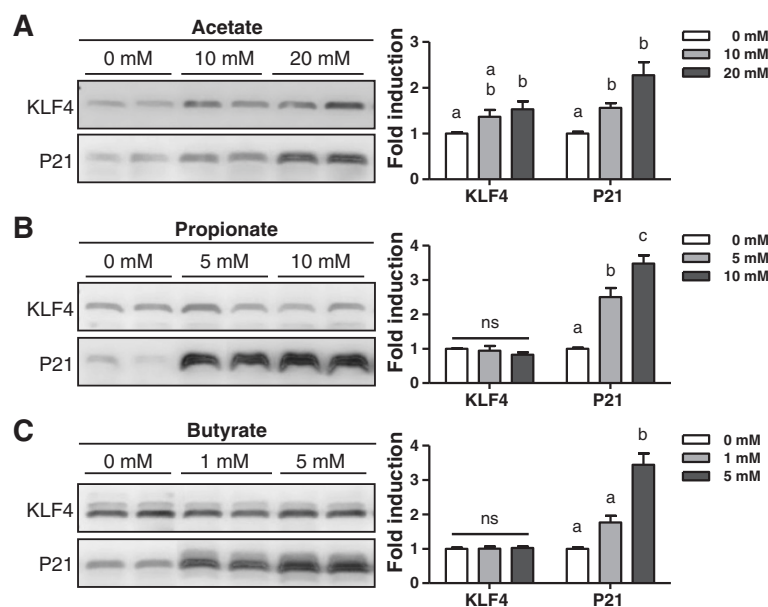 A
Acetate
0 mM 10 mM 20 mM
KLF4
P21
Fold induction
3
2
1
0
a
a
b
b
a
b
b
KLF4 P21
0 mM
10 mM
20 mM
B
Propionate
0 mM 5 mM 10 mM
KLF4
P21
Fold induction
4
3
2
1
0
ns
a
b
c
KLF4 P21
0 mM
5 mM
10 mM
C
Butyrate
0 mM 1 mM 5 mM
KLF4
P21
Fold induction
4
3
2
1
0
ns
a
a
b
KLF4 P21
0 mM
1 mM
5 mM